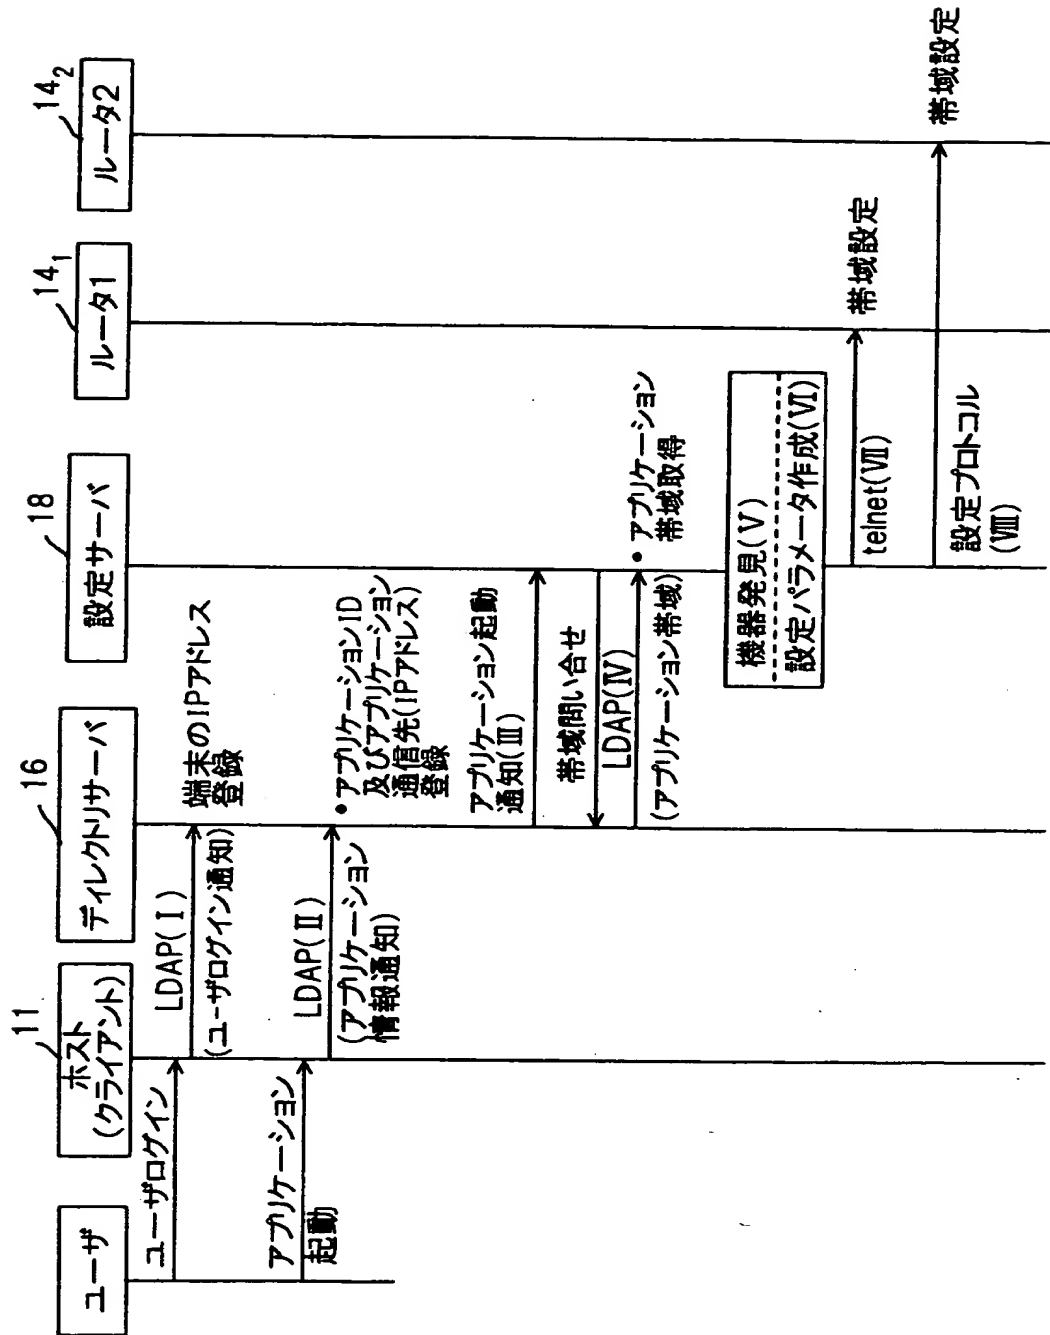 ユーザ
11
ホスト
(クライアント)
16
ディレクトリサーバ
18
設定サーバ
14₁
ルータ1
14₂
ルータ2
ユーザログイン
LDAP(Ⅰ)
(ユーザログイン通知)
端末のIPアドレス
登録
アプリケーション
起動
LDAP(Ⅱ)
(アプリケーション
情報通知)
•アプリケーションID
及びアプリケーション
通信先(IPアドレス)
登録
アプリケーション起動
通知(Ⅲ)
帯域問い合せ
LDAP(Ⅳ)
(アプリケーション帯域)
•アプリケーション
帯域取得
機器発見(Ⅴ)
設定パラメータ作成(Ⅵ)
telnet(Ⅶ)
帯域設定
設定プロトコル
(Ⅷ)
帯域設定